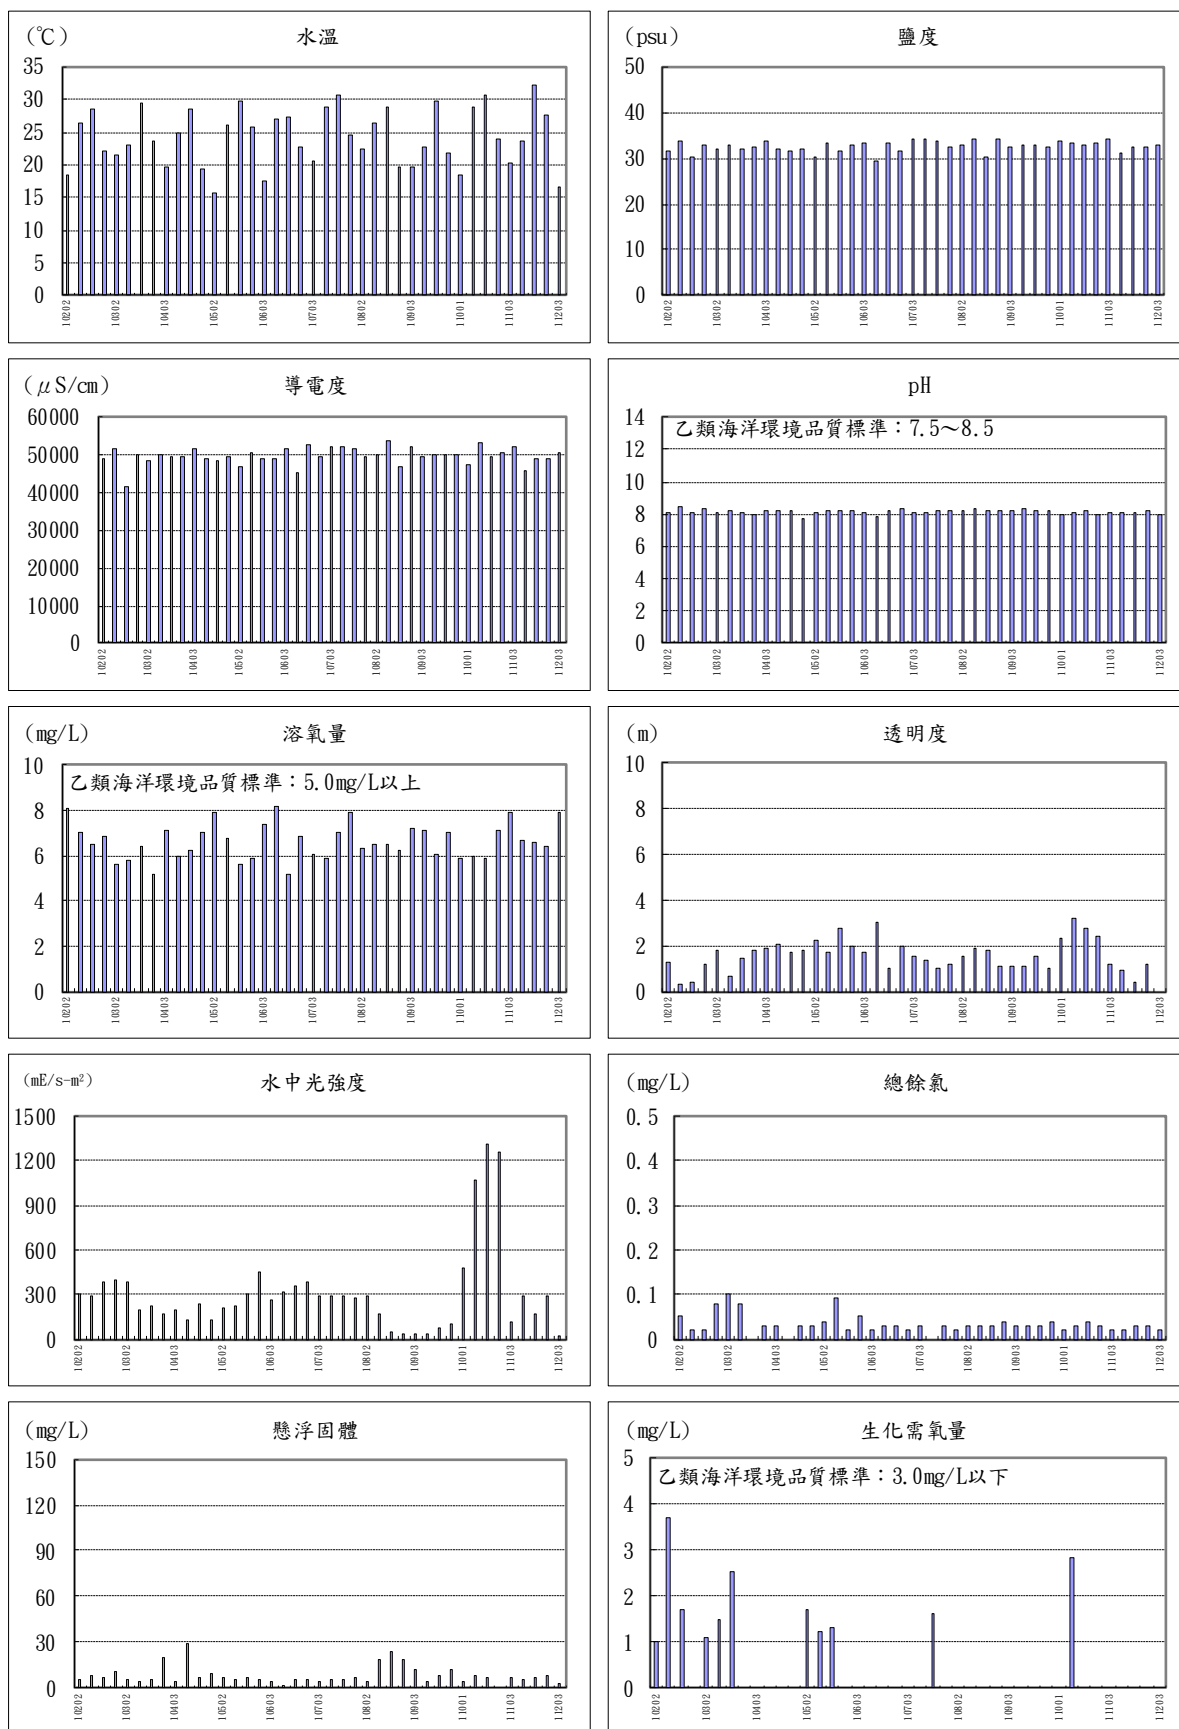 (℃) 水溫
35
30
25
20
15
10
5
0
10202 10302 10403 10502 10603 10703 10802 10903 11001 11103 11203
(psu) 鹽度
50
40
30
20
10
0
10202 10302 10403 10502 10603 10703 10802 10903 11001 11103 11203
(μS/cm) 導電度
60000
50000
40000
30000
20000
10000
0
10202 10302 10403 10502 10603 10703 10802 10903 11001 11103 11203
pH
14
乙類海洋環境品質標準：7.5～8.5
12
10
8
6
4
2
0
10202 10302 10403 10502 10603 10703 10802 10903 11001 11103 11203
(mg/L) 溶氧量
10
乙類海洋環境品質標準：5.0mg/L以上
8
6
4
2
0
10202 10302 10403 10502 10603 10703 10802 10903 11001 11103 11203
(m) 透明度
10
8
6
4
2
0
10202 10302 10403 10502 10603 10703 10802 10903 11001 11103 11203
(mE/s-m²) 水中光強度
1500
1200
900
600
300
0
10202 10302 10403 10502 10603 10703 10802 10903 11001 11103 11203
(mg/L) 總餘氯
0.5
0.4
0.3
0.2
0.1
0
10202 10302 10403 10502 10603 10703 10802 10903 11001 11103 11203
(mg/L) 懸浮固體
150
120
90
60
30
0
10202 10302 10403 10502 10603 10703 10802 10903 11001 11103 11203
(mg/L) 生化需氧量
5
乙類海洋環境品質標準：3.0mg/L以下
4
3
2
1
0
10202 10302 10403 10502 10603 10703 10802 10903 11001 11103 11203